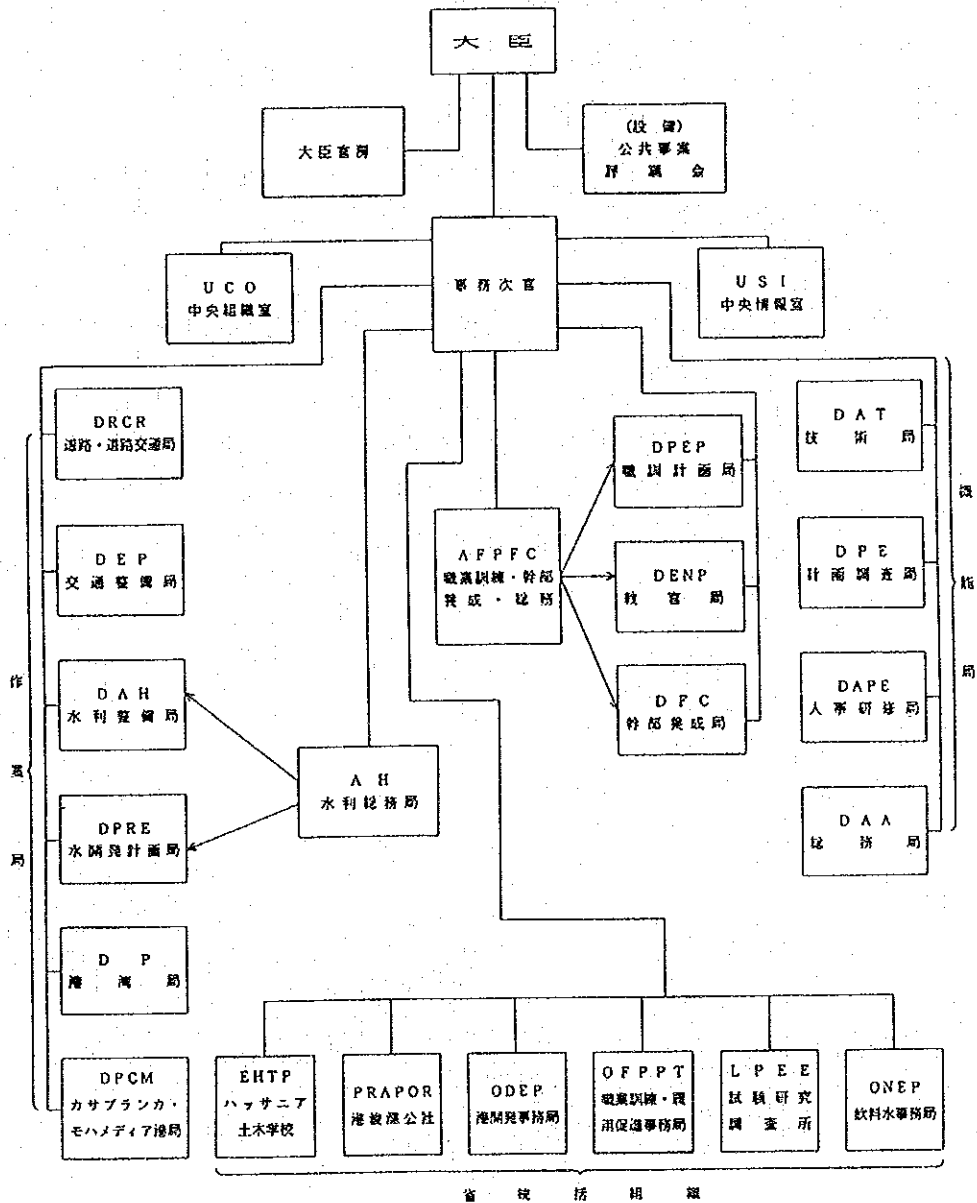 大臣
大臣官房
(設備)
公共事業
評議会
事務次官
UCO
中央組織室
USI
中央情報室
DRCR
道路・道路交通局
DEP
交通整備局
DAH
水利整備局
DPRE
水開発計画局
DP
港湾局
DPCM
カサブランカ・
モハメディア港局
作業局
AH
水利総務局
AFPFC
職業訓練・幹部
養成・総務
DPEP
職訓計画局
DENP
教官局
DFC
幹部養成局
DAT
技術局
DPE
計画調査局
DAPE
人事研修局
DAA
総務局
機能局
EHTP
ハッサニア
土木学校
PRAPOR
港浚渫公社
ODEP
港開発事務局
OFPPT
職業訓練・雇
用促進事務局
LPEE
試験研究
調査所
ONEP
飲料水事務局
省統括組織